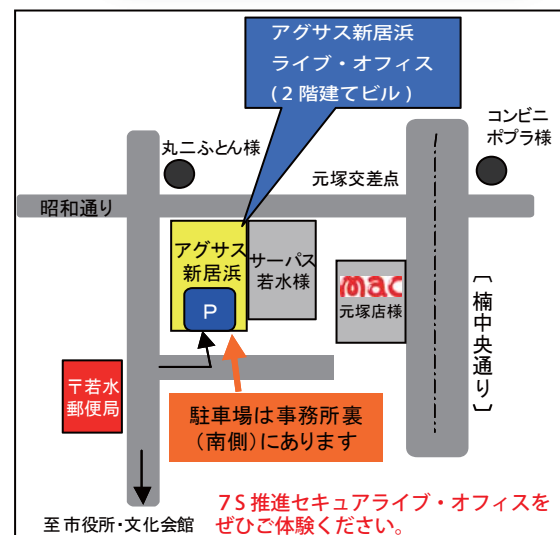 アグサス新居浜
ライブ・オフィス
(2階建てビル)
コンビニ
ポプラ様
丸二ふとん様
元塚交差点
昭和通り
アグサス
新居浜
P
サーパス
若水様
mac
元塚店様
〔楠中央通り〕
〒若水
郵便局
駐車場は事務所裏
(南側)にあります
至市役所・文化会館
7S推進セキュアライブ・オフィスを
ぜひご体験ください。